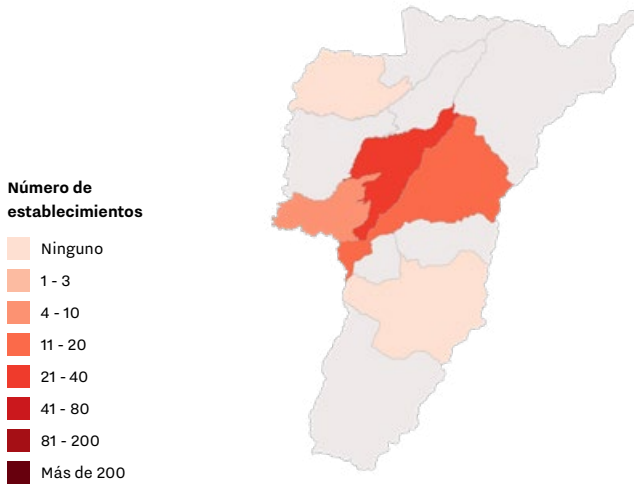 Número de
establecimientos
Ninguno
1 - 3
4 - 10
11 - 20
21 - 40
41 - 80
81 - 200
Más de 200